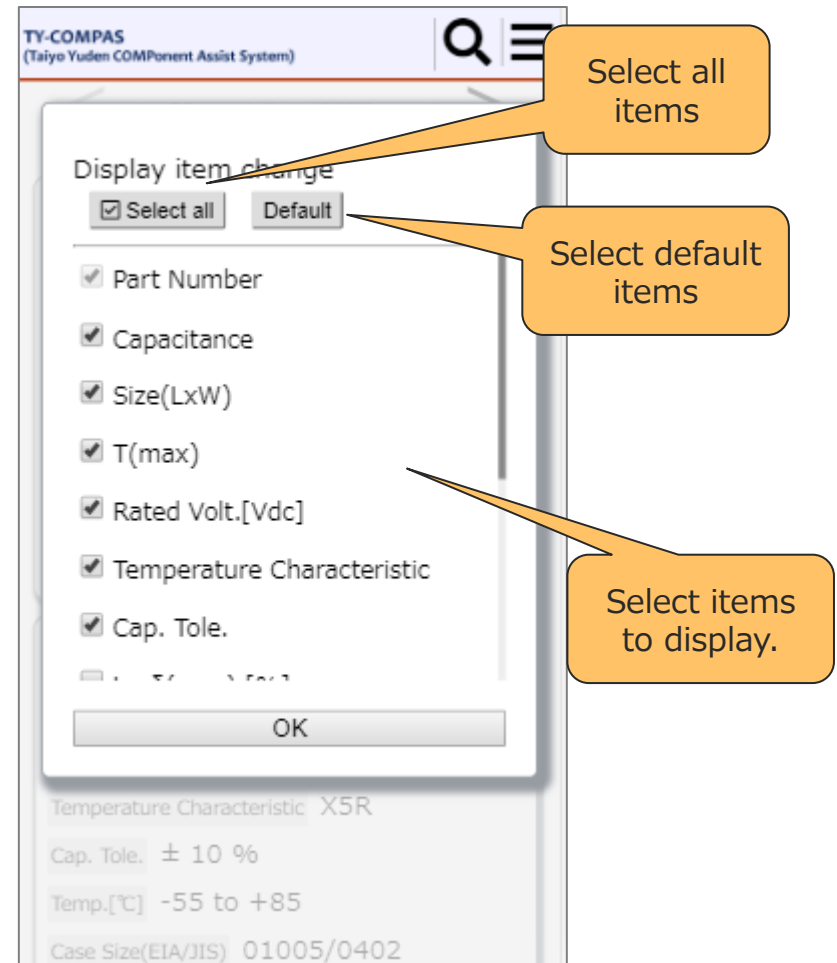 TY-COMPAS
(Taiyo Yuden COMPonent Assist System)
Select all
items
Display item change
Select all
Default
Select default
items
Part Number
Capacitance
Size(LxW)
T(max)
Rated Volt.[Vdc]
Temperature Characteristic
Cap. Tole.
Select items
to display.
OK
Temperature Characteristic X5R
Cap. Tole. ± 10 %
Temp.[℃] -55 to +85
Case Size(EIA/JIS) 01005/0402